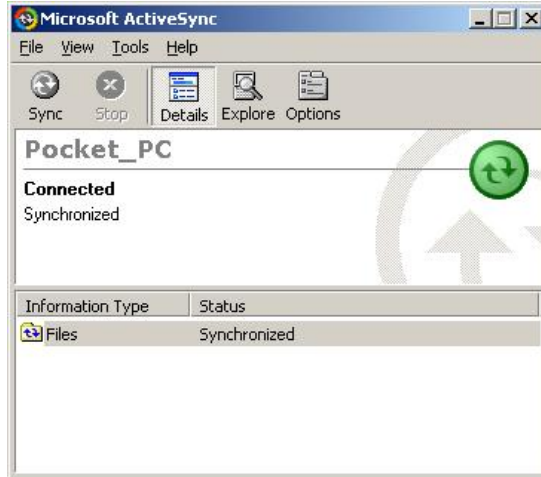 Microsoft ActiveSync
File View Tools Help
Sync Stop Details Explore Options
Pocket_PC
Connected
Synchronized
Information Type Status
Files Synchronized